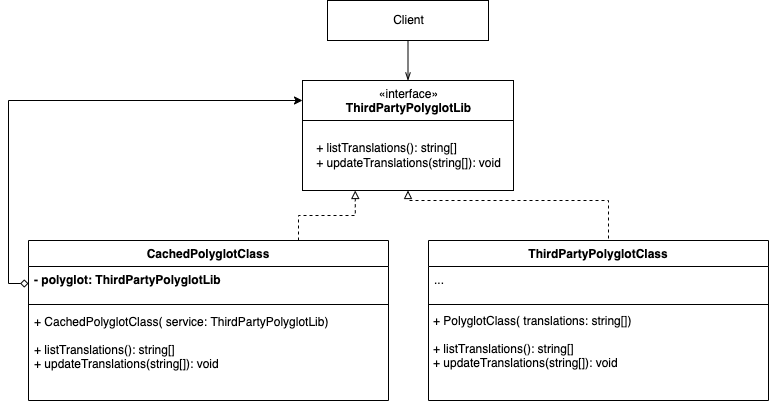 Client
«interface»
ThirdPartyPolyglotLib
+ listTranslations(): string[]
+ updateTranslations(string[]): void
CachedPolyglotClass
- polyglot: ThirdPartyPolyglotLib
+ CachedPolyglotClass( service: ThirdPartyPolyglotLib)
+ listTranslations(): string[]
+ updateTranslations(string[]): void
ThirdPartyPolyglotClass
...
+ PolyglotClass( translations: string[])
+ listTranslations(): string[]
+ updateTranslations(string[]): void